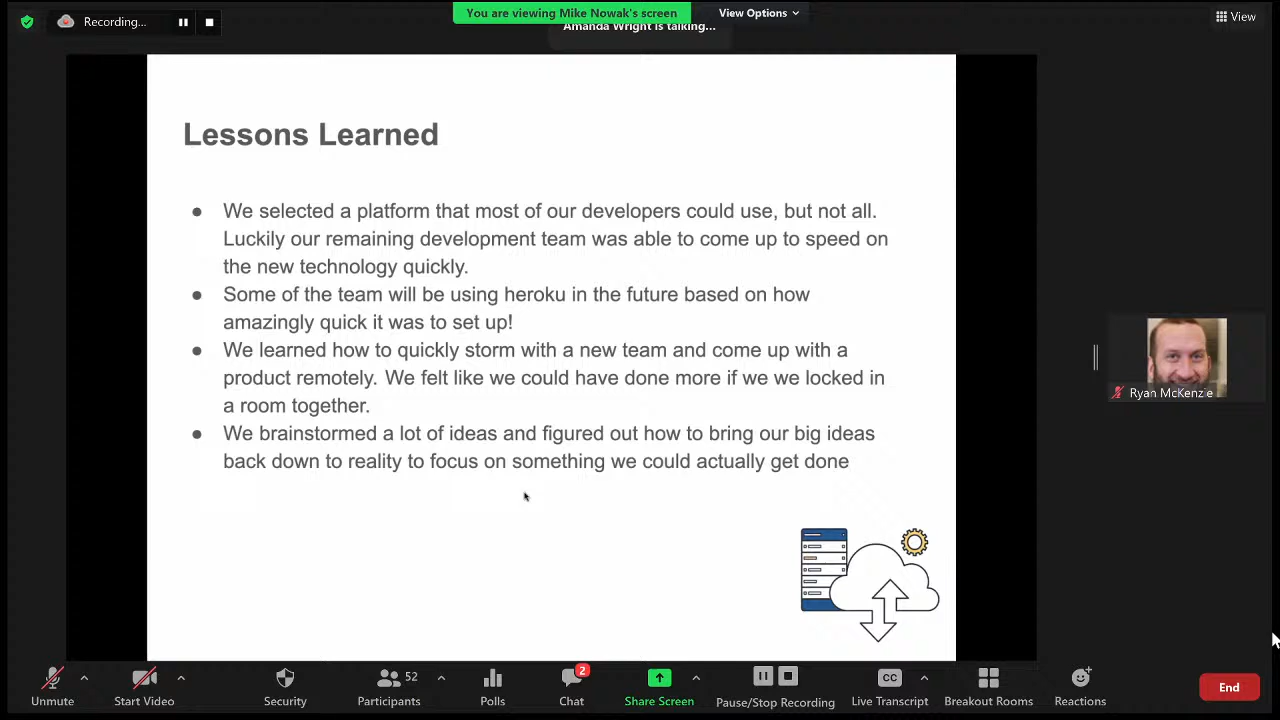 Recording...
You are viewing Mike Nowak's screen
View Options
View
Amanda Wright is talking...
Lessons Learned
● We selected a platform that most of our developers could use, but not all.
Luckily our remaining development team was able to come up to speed on
the new technology quickly.
● Some of the team will be using heroku in the future based on how
amazingly quick it was to set up!
● We learned how to quickly storm with a new team and come up with a
product remotely. We felt like we could have done more if we we locked in
a room together.
● We brainstormed a lot of ideas and figured out how to bring our big ideas
back down to reality to focus on something we could actually get done
Ryan McKenzie
Unmute
Start Video
Security
52
Participants
Polls
2
Chat
Share Screen
Pause/Stop Recording
CC
Live Transcript
Breakout Rooms
Reactions
End